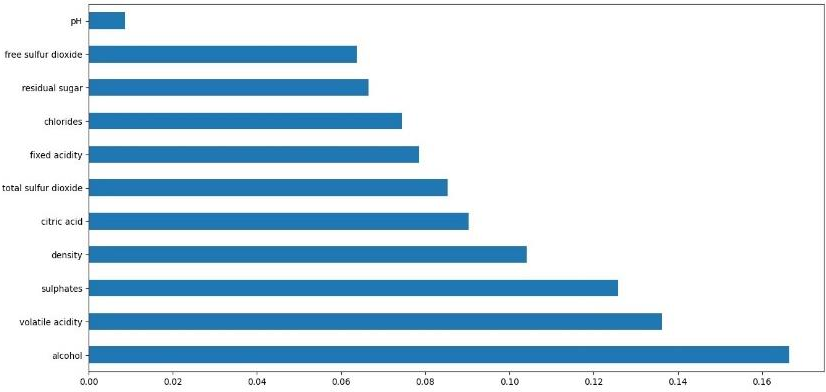 pH
free sulfur dioxide
residual sugar
chlorides
fixed acidity
total sulfur dioxide
citric acid
density
sulphates
volatile acidity
alcohol
0.00 0.02 0.04 0.06 0.08 0.10 0.12 0.14 0.16